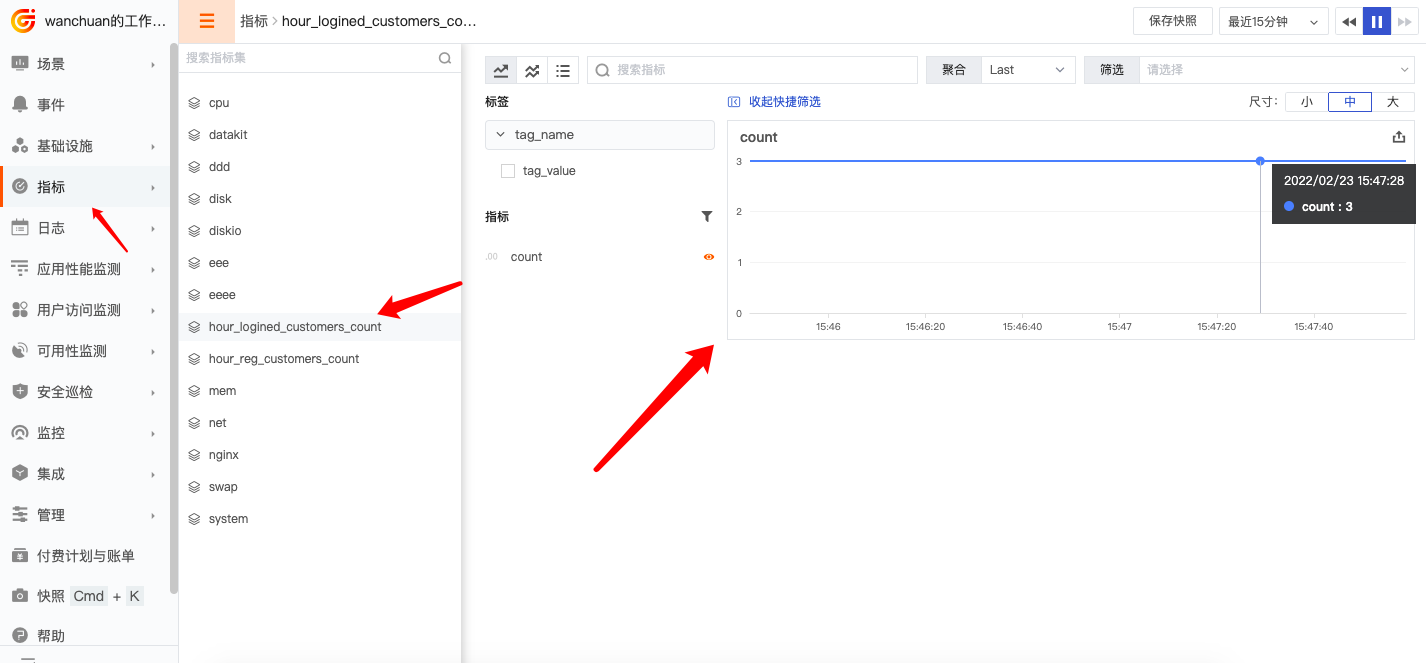 wanchuan的工作...
指标 > hour_logined_customers_co...
保存快照
最近15分钟
场景
事件
基础设施
指标
日志
应用性能监测
用户访问监测
可用性监测
安全巡检
监控
集成
管理
付费计划与账单
快照 Cmd + K
帮助
搜索指标集
cpu
datakit
ddd
disk
diskio
eee
eeee
hour_logined_customers_count
hour_reg_customers_count
mem
net
nginx
swap
system
搜索指标
聚合 Last
筛选 请选择
标签
tag_name
tag_value
指标
.00 count
收起快捷筛选
尺寸: 小 中 大
count
3
2
1
0
2022/02/23 15:47:28
count : 3
15:46 15:46:20 15:46:40 15:47 15:47:20 15:47:40